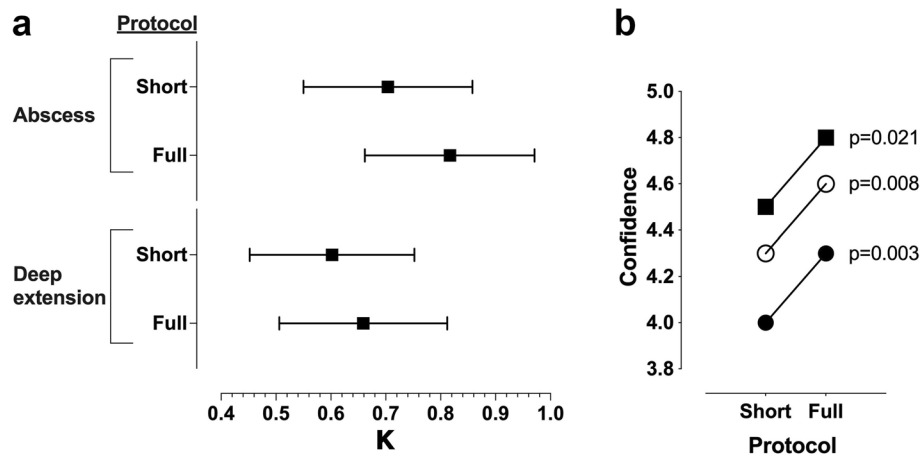 a
Protocol
Abscess
Short
Full
Deep
extension
Short
Full
0.4 0.5 0.6 0.7 0.8 0.9 1.0
K
b
Confidence
5.0
4.8
4.6
4.4
4.2
4.0
3.8
p=0.021
p=0.008
p=0.003
Short Full
Protocol